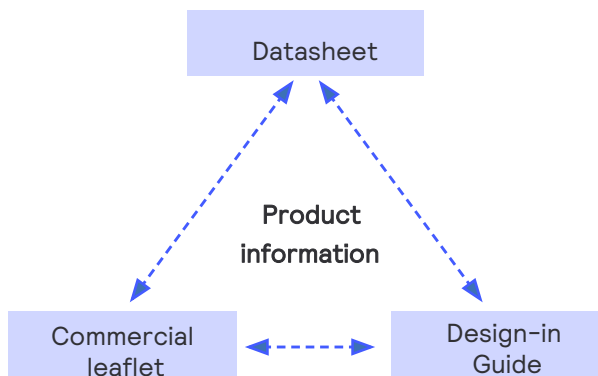 Datasheet
Product
information
Commercial
leaflet
Design-in
Guide